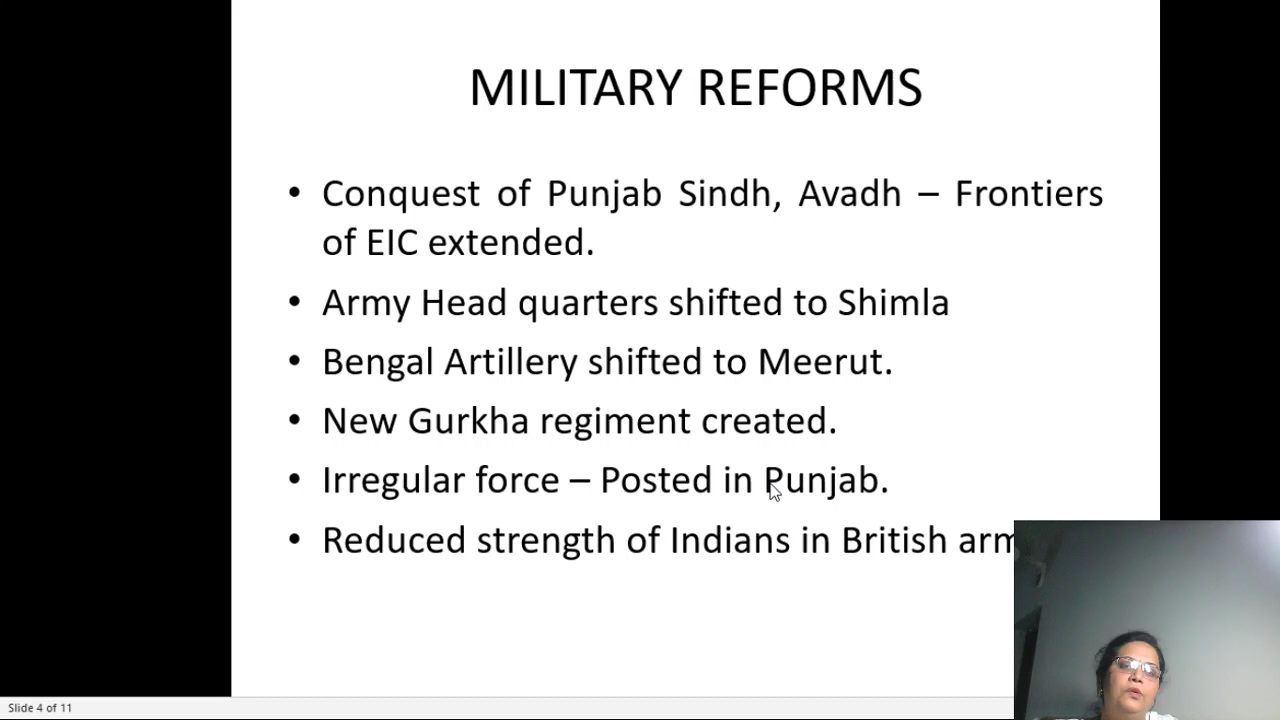 MILITARY REFORMS
• Conquest of Punjab Sindh, Avadh – Frontiers
of EIC extended.
• Army Head quarters shifted to Shimla
• Bengal Artillery shifted to Meerut.
• New Gurkha regiment created.
• Irregular force – Posted in Punjab.
• Reduced strength of Indians in British
Slide 4 of 11